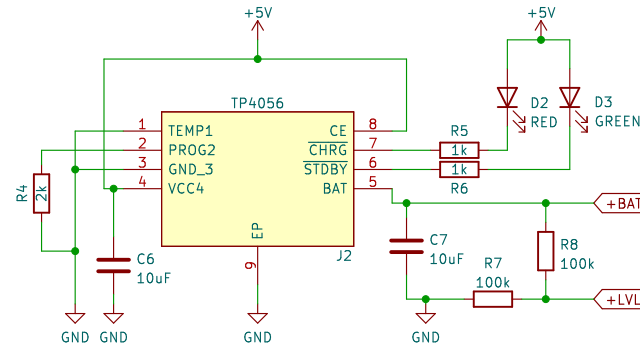 +5V
+5V
TP4056
1 TEMP1 CE 8
2 PROG2 CHRG 7
3 GND_3 STDBY 6
4 VCC4 BAT 5
EP
9
J2
R4
2k
C6
10uF
R5
1k
1k
R6
D2
RED
D3
GREEN
C7
10uF
R7
100k
R8
100k
+BAT
+LVL
GND
GND
GND
GND